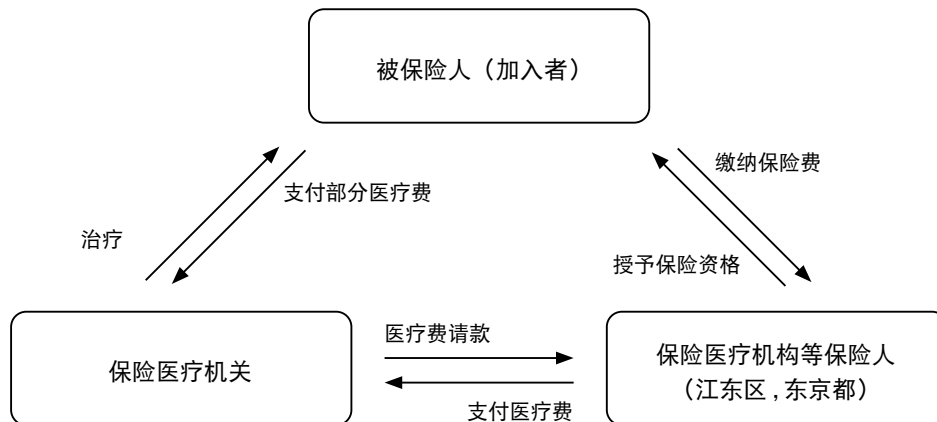 被保险人（加入者）
缴纳保险费
支付部分医疗费
治疗
授予保险资格
医疗费请款
保险医疗机关
保险医疗机构等保险人
（江东区 , 东京都）
支付医疗费